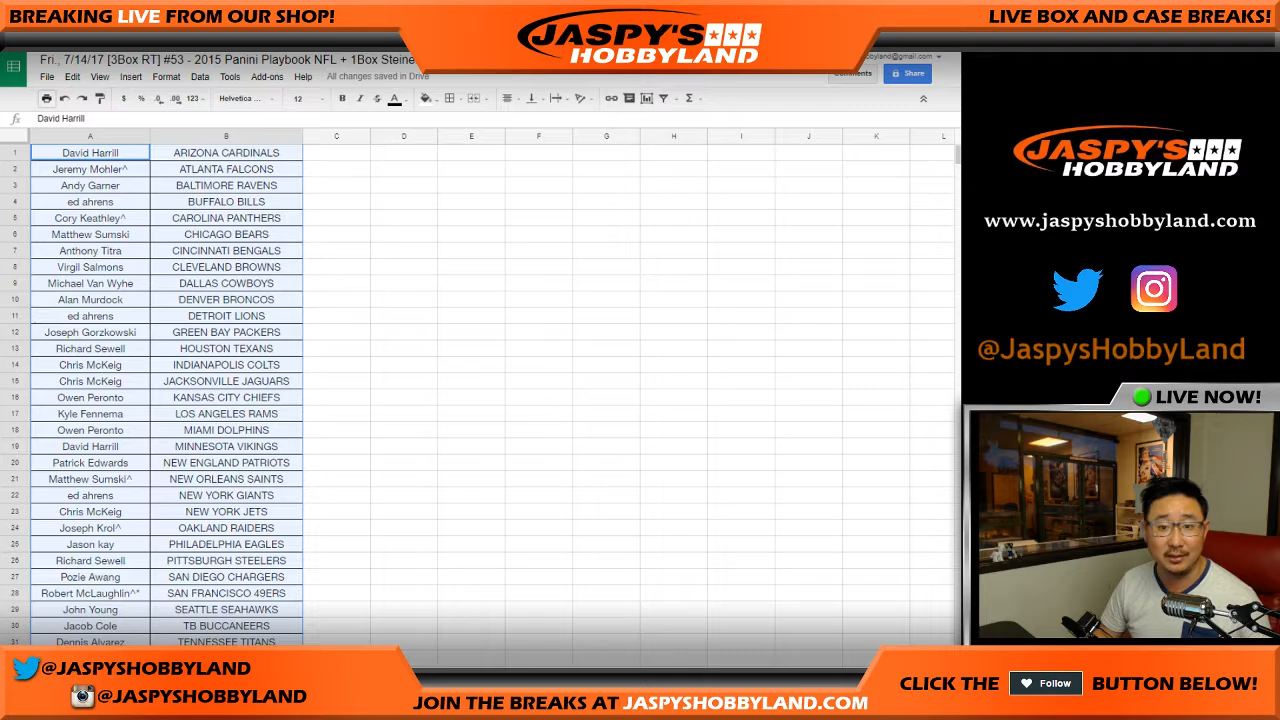 BREAKING LIVE FROM OUR SHOP!
JASPY'S
HOBBYLAND
LIVE BOX AND CASE BREAKS!
Fri., 7/14/17 [3Box RT] #53 - 2015 Panini Playbook NFL + 1Box Steine
byland@gmail.com
File Edit View Insert Format Data Tools Add-ons Help All changes saved in Drive
Comments
Share
$ % .0 .00 123 Helvetica ... 12 B I S A
fx David Harrill
A B C D E F G H I J K L
1 David Harrill ARIZONA CARDINALS
2 Jeremy Mohler^ ATLANTA FALCONS
3 Andy Garner BALTIMORE RAVENS
4 ed ahrens BUFFALO BILLS
5 Cory Keathley^ CAROLINA PANTHERS
6 Matthew Sumski CHICAGO BEARS
7 Anthony Titra CINCINNATI BENGALS
8 Virgil Salmons CLEVELAND BROWNS
9 Michael Van Wyhe DALLAS COWBOYS
10 Alan Murdock DENVER BRONCOS
11 ed ahrens DETROIT LIONS
12 Joseph Gorzkowski GREEN BAY PACKERS
13 Richard Sewell HOUSTON TEXANS
14 Chris McKeig INDIANAPOLIS COLTS
15 Chris McKeig JACKSONVILLE JAGUARS
16 Owen Peronto KANSAS CITY CHIEFS
17 Kyle Fennema LOS ANGELES RAMS
18 Owen Peronto MIAMI DOLPHINS
19 David Harrill MINNESOTA VIKINGS
20 Patrick Edwards NEW ENGLAND PATRIOTS
21 Matthew Sumski^ NEW ORLEANS SAINTS
22 ed ahrens NEW YORK GIANTS
23 Chris McKeig NEW YORK JETS
24 Joseph Krol^ OAKLAND RAIDERS
25 Jason kay PHILADELPHIA EAGLES
26 Richard Sewell PITTSBURGH STEELERS
27 Pozie Awang SAN DIEGO CHARGERS
28 Robert McLaughlin^* SAN FRANCISCO 49ERS
29 John Young SEATTLE SEAHAWKS
30 Jacob Cole TB BUCCANEERS
31 Dennis Alvarez TENNESSEE TITANS
JASPY'S
HOBBYLAND
www.jaspyshobbyland.com
@JaspysHobbyLand
LIVE NOW!
@JASPYSHOBBYLAND
@JASPYSHOBBYLAND
JOIN THE BREAKS AT JASPYSHOBBYLAND.COM
CLICK THE Follow BUTTON BELOW!